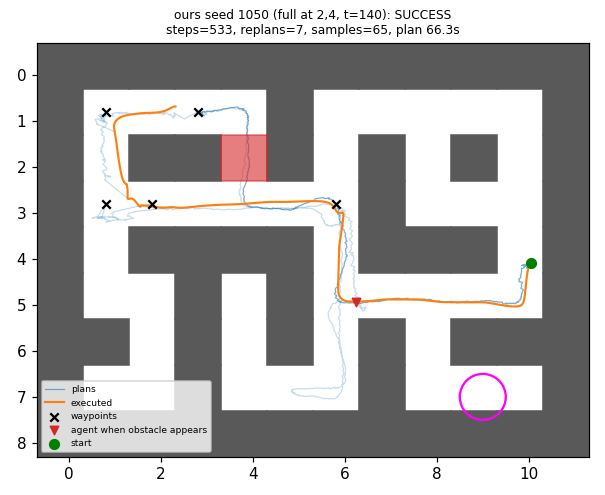 ours seed 1050 (full at 2,4, t=140): SUCCESS
steps=533, replans=7, samples=65, plan 66.3s
0
1
2
3
4
5
6
7
8
plans
executed
waypoints
agent when obstacle appears
start
0 2 4 6 8 10